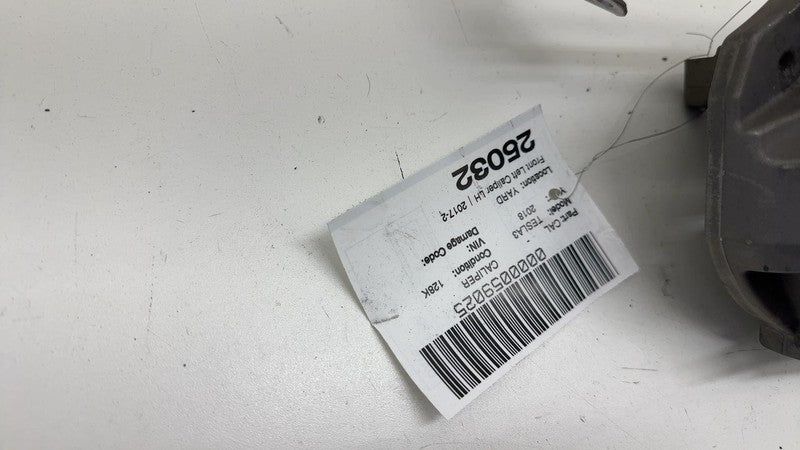 0000059025
Part: CAL CALIPER
Model: TESLA3 Condition: 128K
2018 VIN:
Location: YARD Damage Code:
Front Left Caliper LH | 2017-2
25032